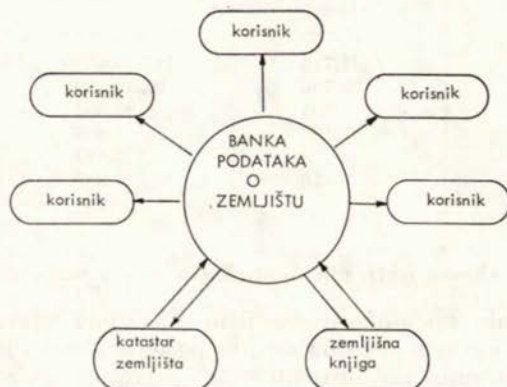 korisnik
korisnik
korisnik
BANKA
PODATAKA
O
ZEMLJIŠTU
korisnik
korisnik
katastar
zemljišta
zemljišna
knjiga